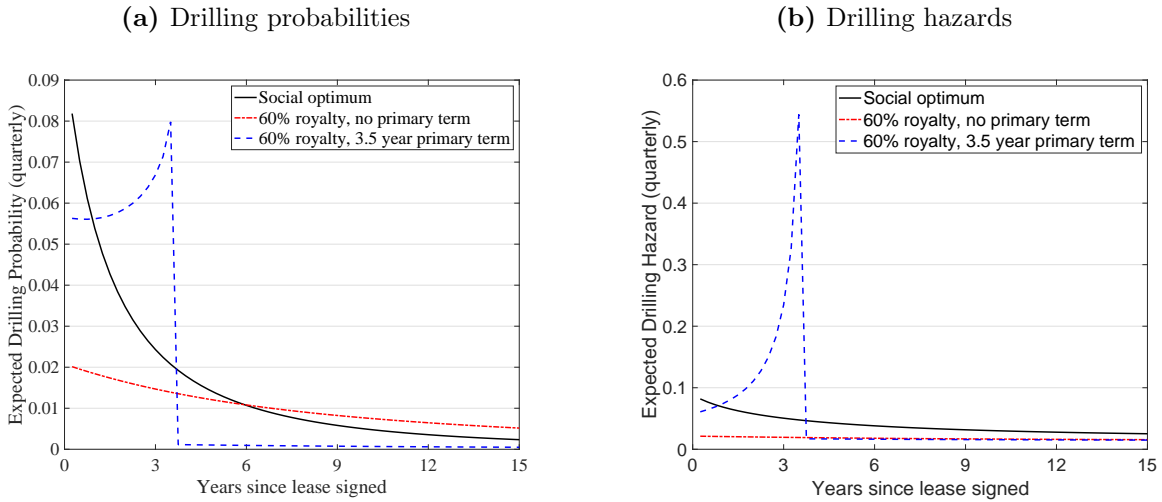 (a) Drilling probabilities
Expected Drilling Probability (quarterly)
0.09
0.08
0.07
0.06
0.05
0.04
0.03
0.02
0.01
0
Social optimum
60% royalty, no primary term
60% royalty, 3.5 year primary term
0 3 6 9 12 15
Years since lease signed
(b) Drilling hazards
Expected Drilling Hazard (quarterly)
0.6
0.5
0.4
0.3
0.2
0.1
0
Social optimum
60% royalty, no primary term
60% royalty, 3.5 year primary term
0 3 6 9 12 15
Years since lease signed